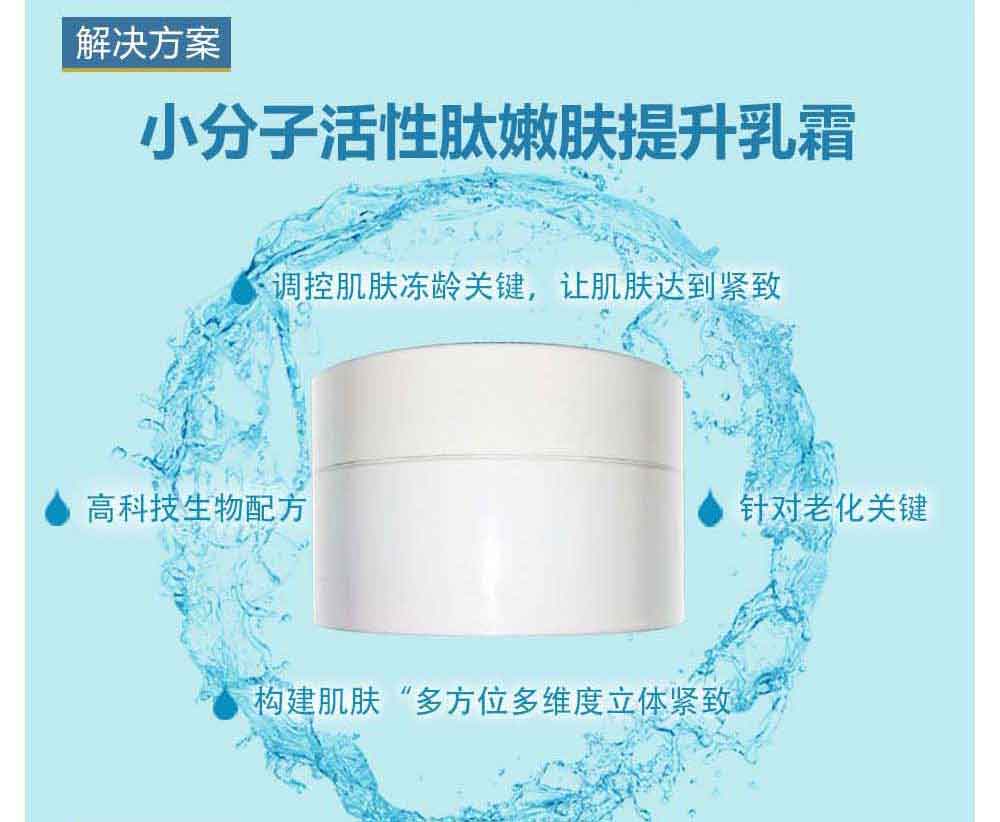 解决方案
小分子活性肽嫩肤提升乳霜
调控肌肤冻龄关键，让肌肤达到紧致
高科技生物配方
针对老化关键
构建肌肤“多方位多维度立体紧致